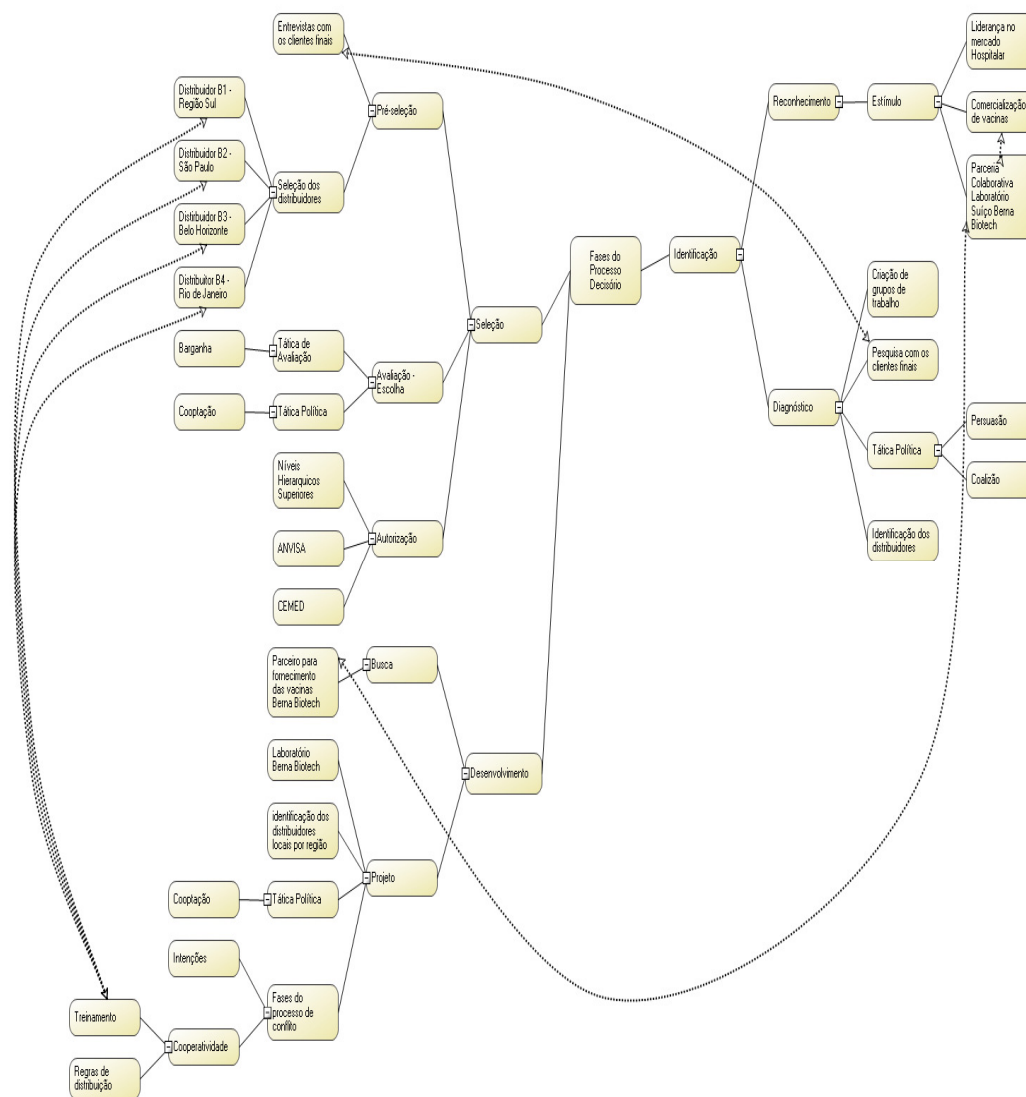 Entrevistas com
os clientes finais
Distribuidor B1 -
Região Sul
Distribuidor B2 -
São Paulo
Distribuidor B3 -
Belo Horizonte
Distribuitor B4 -
Rio de Janeiro
Pré-seleção
Seleção dos
distribuidores
Barganha
Tática de
Avaliação
Cooptação
Tática Política
Avaliação -
Escolha
Níveis
Hierarquicos
Superiores
ANVISA
CEMED
Autorização
Seleção
Parceiro para
fornecimento
das vacinas
Berna Biotech
Busca
Laboratório
Berna Biotech
identificação dos
distribuidores
locais por região
Cooptação
Tática Política
Projeto
Intenções
Fases do
processo de
conflito
Treinamento
Cooperatividade
Regras de
distribuição
Desenvolvimento
Fases do
Processo
Decisório
Identificação
Reconhecimento
Estímulo
Liderança no
mercado
Hospitalar
Comercialização
de vacinas
Parceria
Colaborativa
Laboratório
Suíço Berna
Biotech
Diagnóstico
Criação de
grupos de
trabalho
Pesquisa com os
clientes finais
Tática Política
Persuasão
Coalizão
Identificação dos
distribuidores